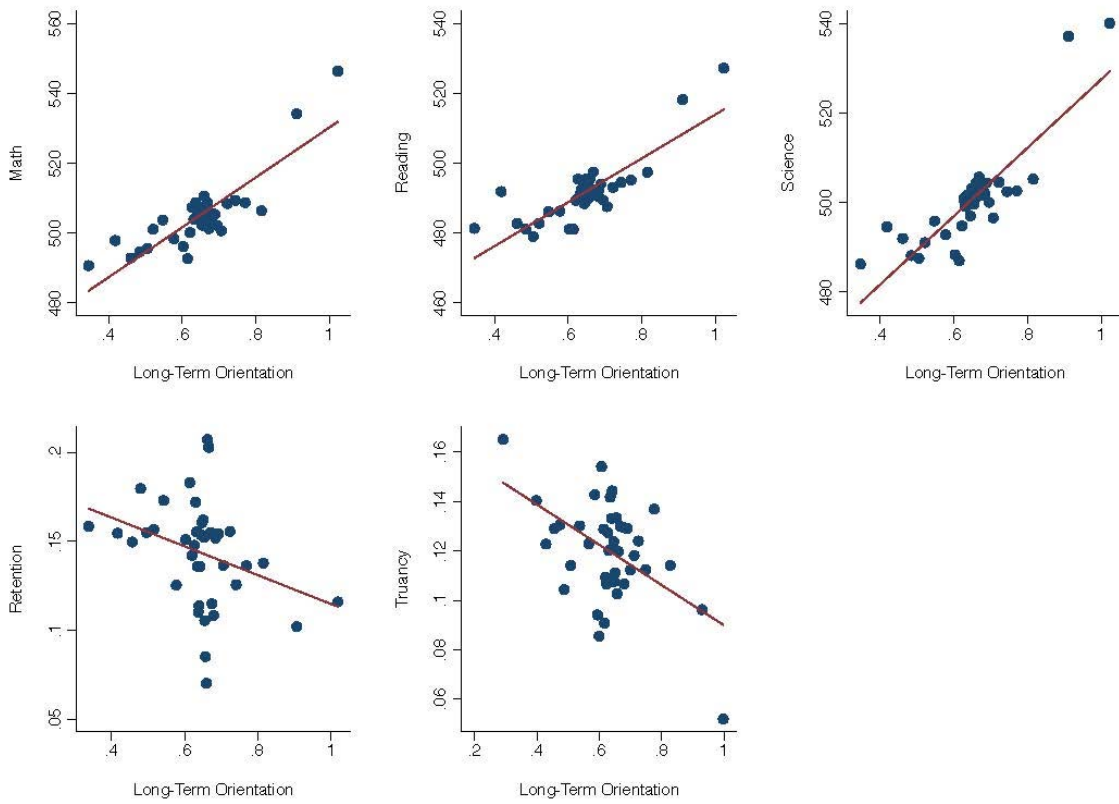 560
540
520
500
480
Math
.4 .6 .8 1
Long-Term Orientation
540
520
500
480
460
Reading
.4 .6 .8 1
Long-Term Orientation
540
520
500
480
Science
.4 .6 .8 1
Long-Term Orientation
.2
.15
.1
.05
Retention
.4 .6 .8 1
Long-Term Orientation
.16
.14
.12
.1
.08
.06
Truancy
.2 .4 .6 .8 1
Long-Term Orientation